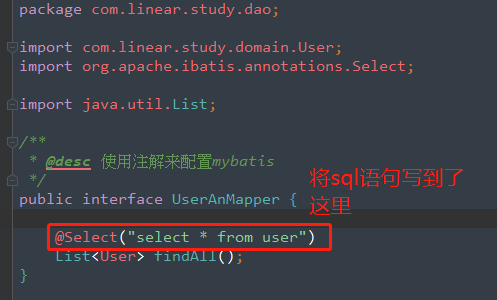 package com.linear.study.dao;
import com.linear.study.domain.User;
import org.apache.ibatis.annotations.Select;
import java.util.List;
/**
* @desc 使用注解来配置mybatis
*/
public interface UserAnMapper {
将sql语句写到了
这里
@Select("select * from user")
List<User> findAll();
}